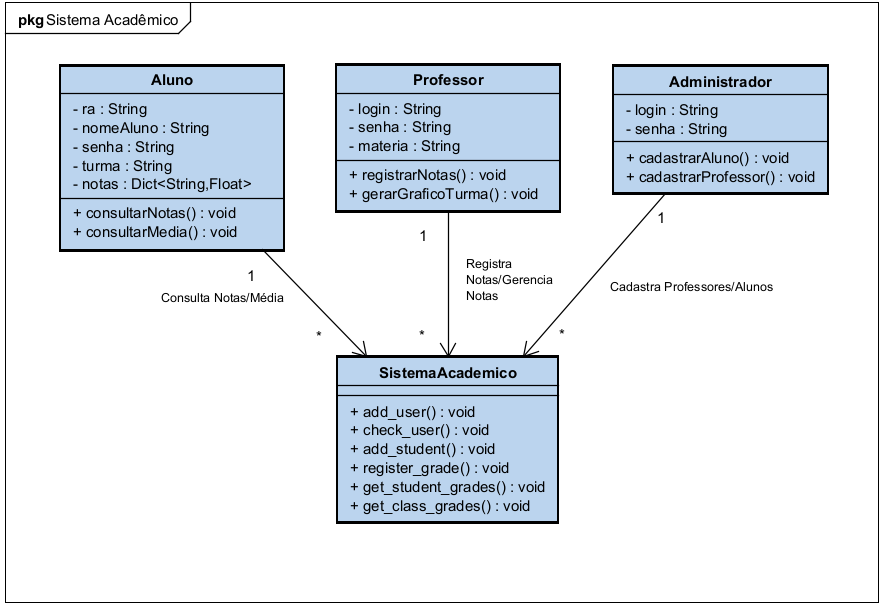 pkg Sistema Acadêmico
Aluno
- ra : String
- nomeAluno : String
- senha : String
- turma : String
- notas : Dict<String,Float>
+ consultarNotas() : void
+ consultarMedia() : void
Professor
- login : String
- senha : String
- materia : String
+ registrarNotas() : void
+ gerarGraficoTurma() : void
Administrador
- login : String
- senha : String
+ cadastrarAluno() : void
+ cadastrarProfessor() : void
1
Consulta Notas/Média
*
1
Registra
Notas/Gerencia
Notas
*
1
Cadastra Professores/Alunos
*
SistemaAcademico
+ add_user() : void
+ check_user() : void
+ add_student() : void
+ register_grade() : void
+ get_student_grades() : void
+ get_class_grades() : void